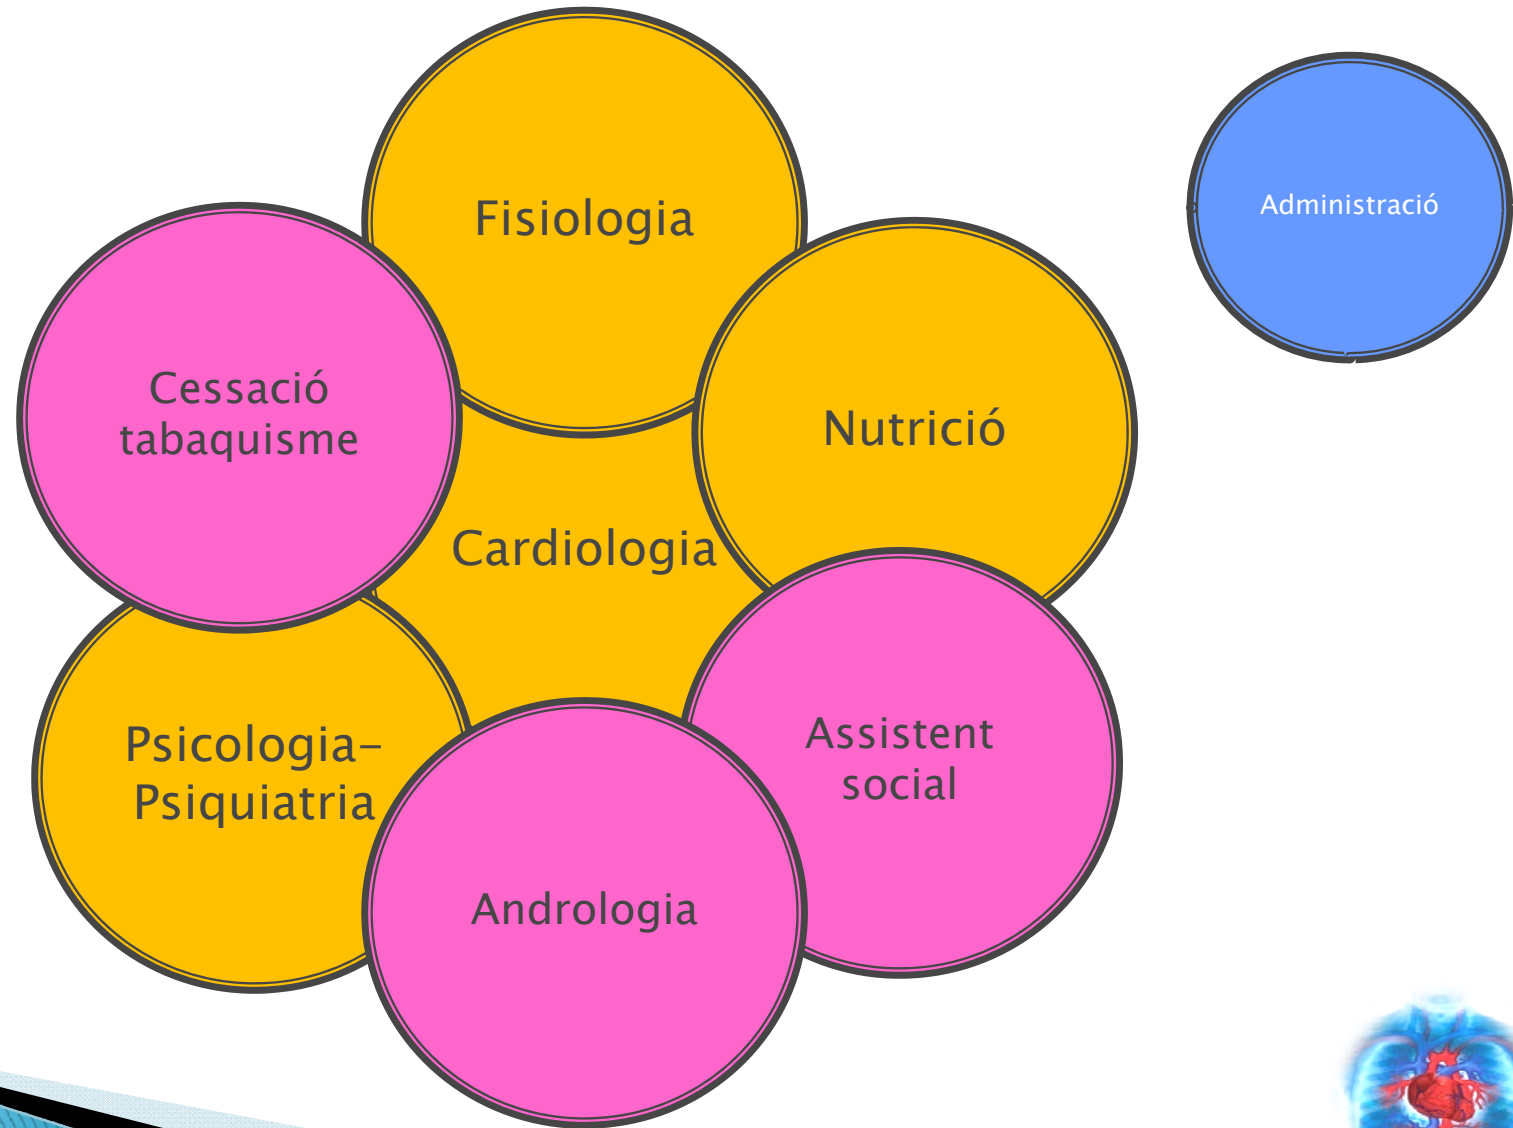 Fisiologia
Administració
Cessació
tabaquisme
Nutrició
Cardiologia
Psicologia-
Psiquiatria
Assistent
social
Andrologia